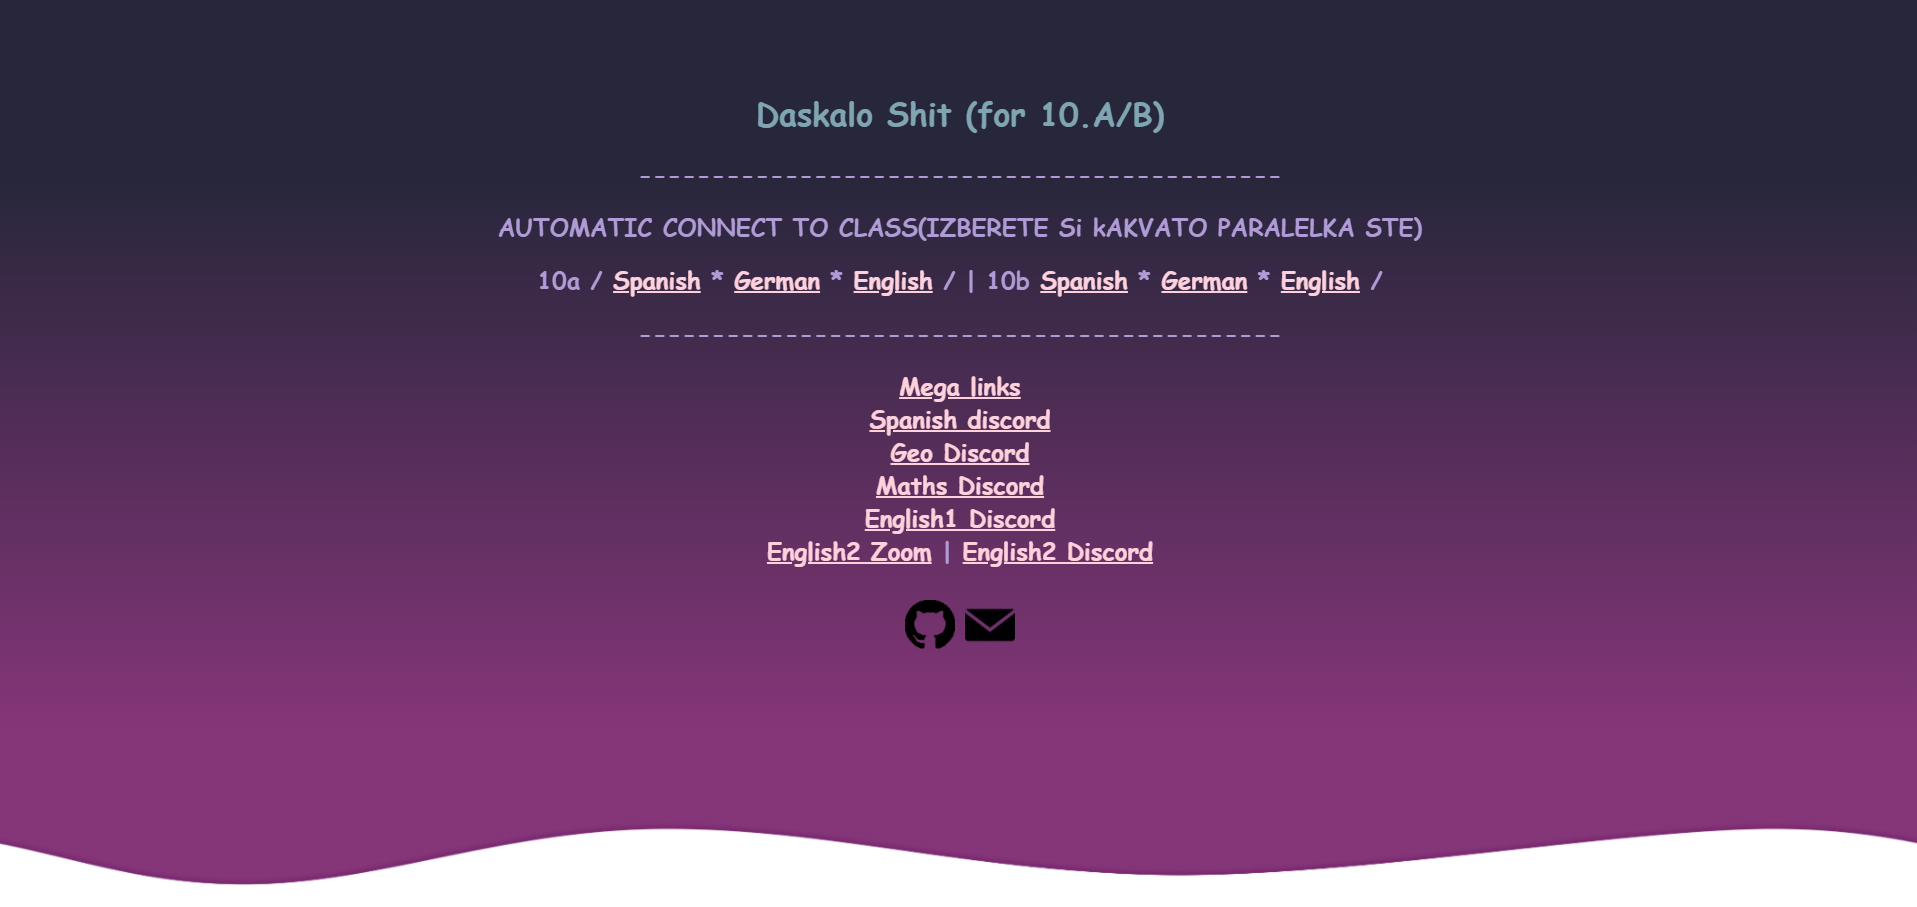 Daskalo Shit (for 10.A/B)
--------------------------------------------
AUTOMATIC CONNECT TO CLASS(IZBERETE Si kAKVATO PARALELKA STE)
10a / Spanish * German * English / | 10b Spanish * German * English /
--------------------------------------------
Mega links
Spanish discord
Geo Discord
Maths Discord
English1 Discord
English2 Zoom | English2 Discord